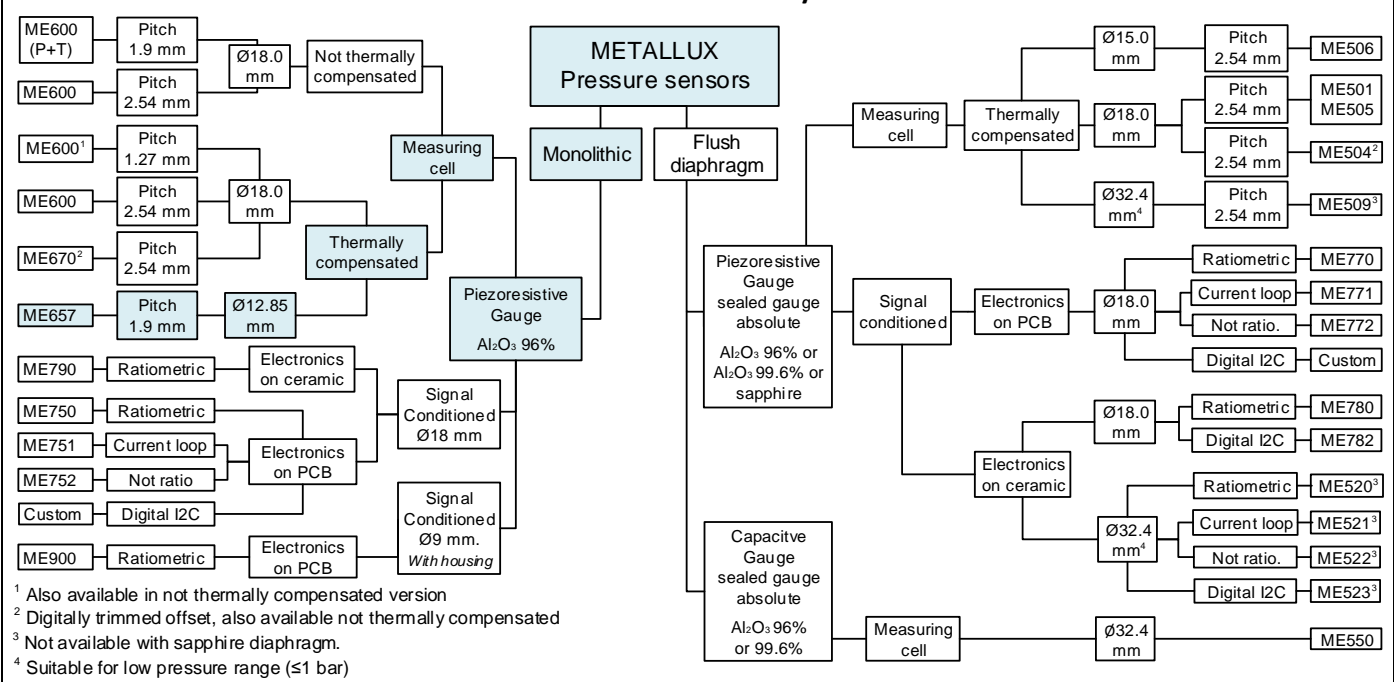 METALLUX
Pressure sensors
Monolithic
Flush
diaphragm
ME600
(P+T)
Pitch
1.9 mm
Ø18.0
mm
Not thermally
compensated
ME600
Pitch
2.54 mm
Measuring
cell
ME600¹
Pitch
1.27 mm
ME600
Pitch
2.54 mm
Ø18.0
mm
ME670²
Pitch
2.54 mm
Thermally
compensated
ME657
Pitch
1.9 mm
Ø12.85
mm
Piezoresistive
Gauge
Al₂O₃ 96%
ME790
Ratiometric
Electronics
on ceramic
Signal
Conditioned
Ø18 mm
ME750
Ratiometric
ME751
Current loop
Electronics
on PCB
ME752
Not ratio
Custom
Digital I2C
Signal
Conditioned
Ø9 mm.
With housing
ME900
Ratiometric
Electronics
on PCB
Measuring
cell
Thermally
compensated
Ø15.0
mm
Pitch
2.54 mm
ME506
Ø18.0
mm
Pitch
2.54 mm
ME501
ME505
Pitch
2.54 mm
ME504²
Ø32.4
mm⁴
Pitch
2.54 mm
ME509³
Piezoresistive
Gauge
sealed gauge
absolute
Al₂O₃ 96% or
Al₂O₃ 99.6% or
sapphire
Signal
conditioned
Electronics
on PCB
Ø18.0
mm
Ratiometric
ME770
Current loop
ME771
Not ratio.
ME772
Digital I2C
Custom
Electronics
on ceramic
Ø18.0
mm
Ratiometric
ME780
Digital I2C
ME782
Ø32.4
mm⁴
Ratiometric
ME520³
Current loop
ME521³
Not ratio.
ME522³
Digital I2C
ME523³
Capacitve
Gauge
sealed gauge
absolute
Al₂O₃ 96%
or 99.6%
Measuring
cell
Ø32.4
mm
ME550
¹ Also available in not thermally compensated version
² Digitally trimmed offset, also available not thermally compensated
³ Not available with sapphire diaphragm.
⁴ Suitable for low pressure range (≤1 bar)